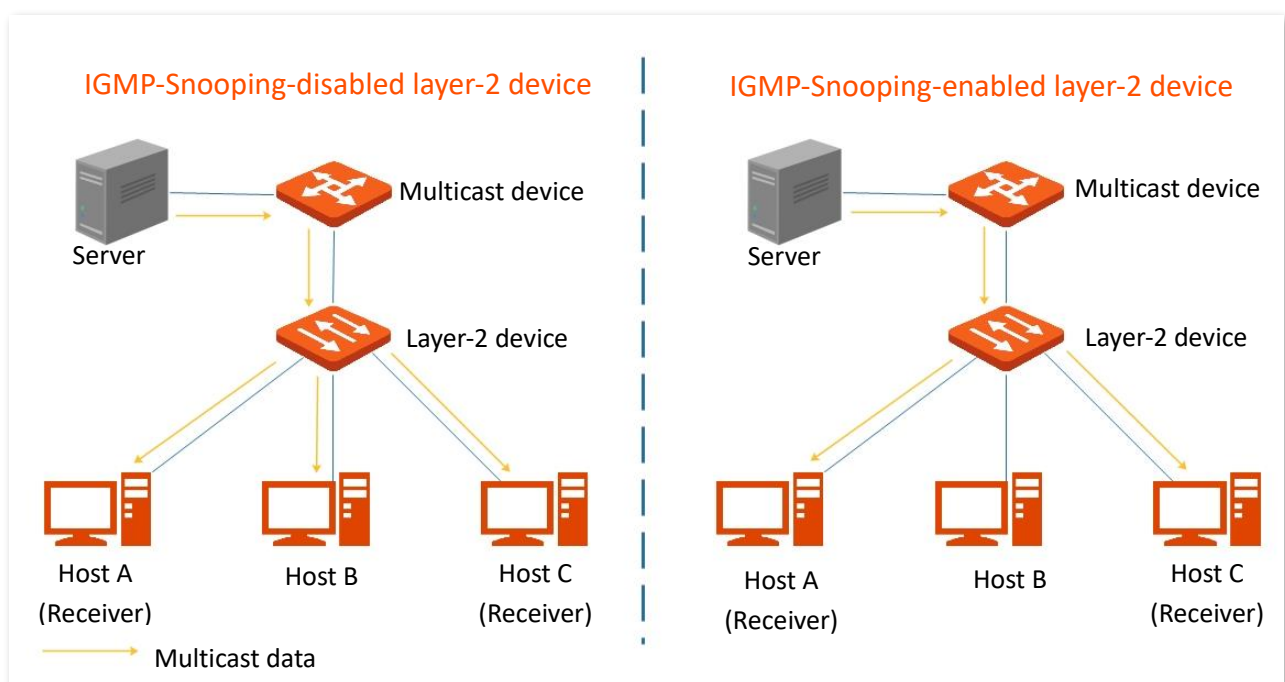 IGMP-Snooping-disabled layer-2 device
Multicast device
Server
Layer-2 device
Host A
(Receiver)
Host B
Host C
(Receiver)
Multicast data
IGMP-Snooping-enabled layer-2 device
Multicast device
Server
Layer-2 device
Host A
(Receiver)
Host B
Host C
(Receiver)